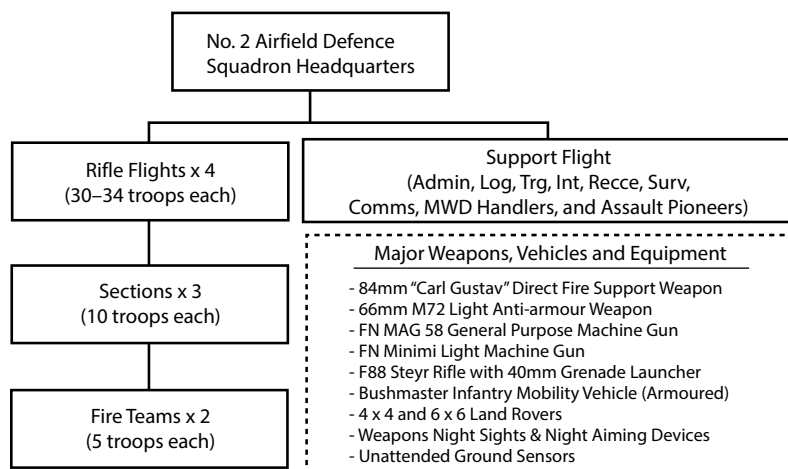 No. 2 Airfield Defence
Squadron Headquarters
Rifle Flights x 4
(30–34 troops each)
Support Flight
(Admin, Log, Trg, Int, Recce, Surv,
Comms, MWD Handlers, and Assault Pioneers)
Sections x 3
(10 troops each)
Fire Teams x 2
(5 troops each)
Major Weapons, Vehicles and Equipment
- 84mm “Carl Gustav” Direct Fire Support Weapon
- 66mm M72 Light Anti-armour Weapon
- FN MAG 58 General Purpose Machine Gun
- FN Minimi Light Machine Gun
- F88 Steyr Rifle with 40mm Grenade Launcher
- Bushmaster Infantry Mobility Vehicle (Armoured)
- 4 x 4 and 6 x 6 Land Rovers
- Weapons Night Sights & Night Aiming Devices
- Unattended Ground Sensors